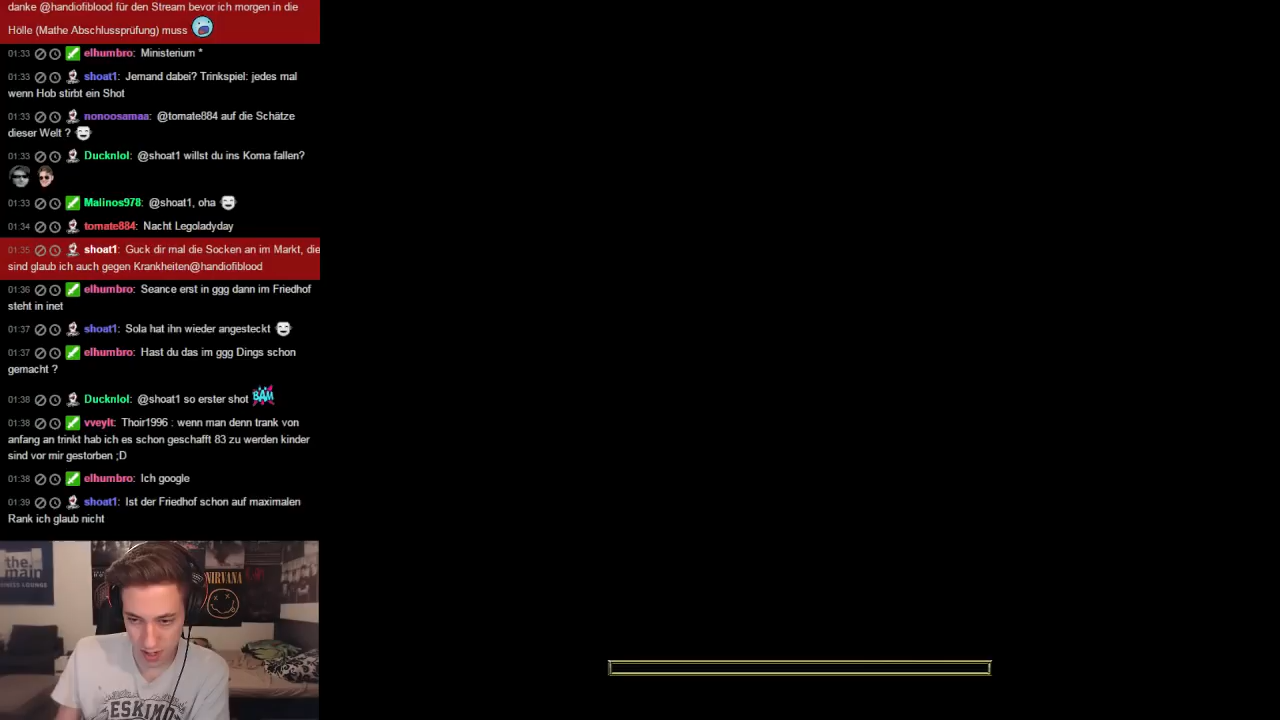 danke @handiofiblood für den Stream bevor ich morgen in die
Hölle (Mathe Abschlussprüfung) muss
01:33 elhumbro: Ministerium *
01:33 shoat1: Jemand dabei? Trinkspiel: jedes mal
wenn Hob stirbt ein Shot
01:33 nonoosamaa: @tomate884 auf die Schätze
dieser Welt ?
01:33 Ducknlol: @shoat1 willst du ins Koma fallen?
01:33 Malinos978: @shoat1, oha
01:34 tomate884: Nacht Legoladyday
01:35 shoat1: Guck dir mal die Socken an im Markt, die
sind glaub ich auch gegen Krankheiten@handiofiblood
01:36 elhumbro: Seance erst in ggg dann im Friedhof
steht in inet
01:37 shoat1: Sola hat ihn wieder angesteckt
01:37 elhumbro: Hast du das im ggg Dings schon
gemacht ?
01:38 Ducknlol: @shoat1 so erster shot BAM
01:38 vveylt: Thoir1996 : wenn man denn trank von
anfang an trinkt hab ich es schon geschafft 83 zu werden kinder
sind vor mir gestorben ;D
01:38 elhumbro: Ich google
01:39 shoat1: Ist der Friedhof schon auf maximalen
Rank ich glaub nicht
the.
main
LOUNGE
NIRVANA
ESKIMO